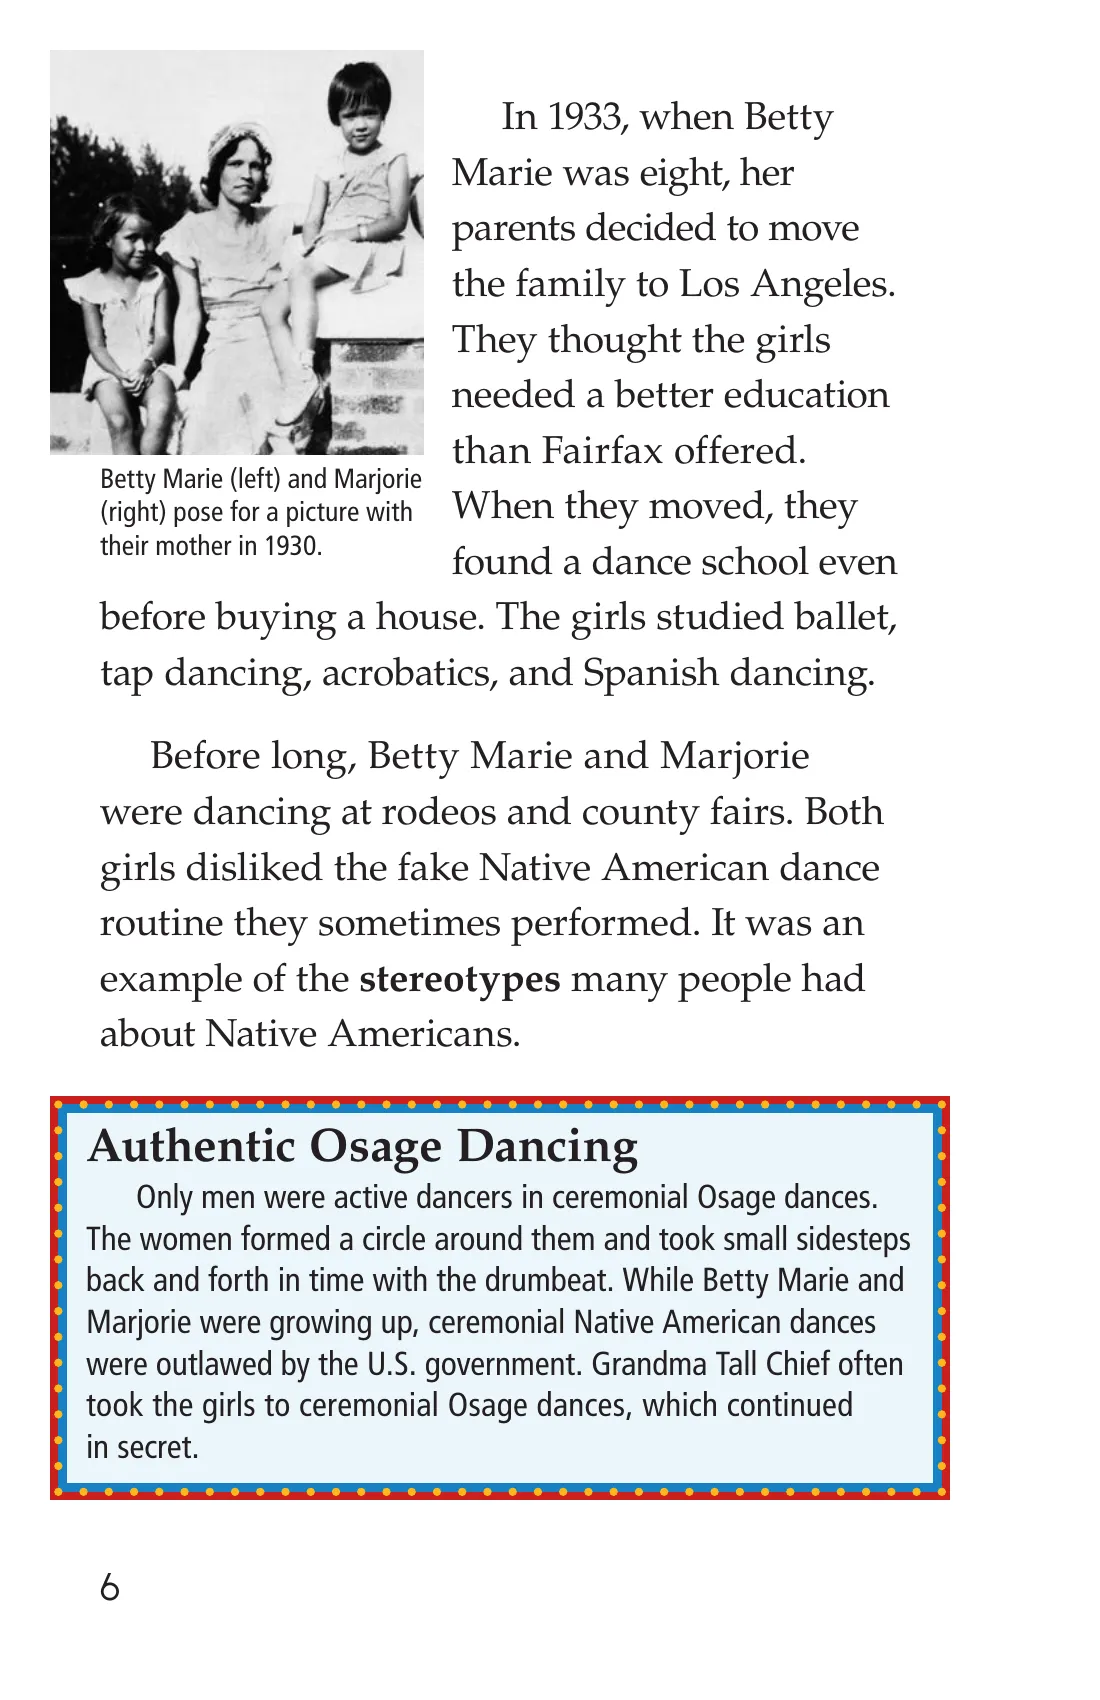 In 1933, when Betty
Marie was eight, her
parents decided to move
the family to Los Angeles.
They thought the girls
needed a better education
than Fairfax offered.
When they moved, they
found a dance school even
before buying a house. The girls studied ballet,
tap dancing, acrobatics, and Spanish dancing.
Betty Marie (left) and Marjorie
(right) pose for a picture with
their mother in 1930.
Before long, Betty Marie and Marjorie
were dancing at rodeos and county fairs. Both
girls disliked the fake Native American dance
routine they sometimes performed. It was an
example of the stereotypes many people had
about Native Americans.
Authentic Osage Dancing
Only men were active dancers in ceremonial Osage dances.
The women formed a circle around them and took small sidesteps
back and forth in time with the drumbeat. While Betty Marie and
Marjorie were growing up, ceremonial Native American dances
were outlawed by the U.S. government. Grandma Tall Chief often
took the girls to ceremonial Osage dances, which continued
in secret.
6